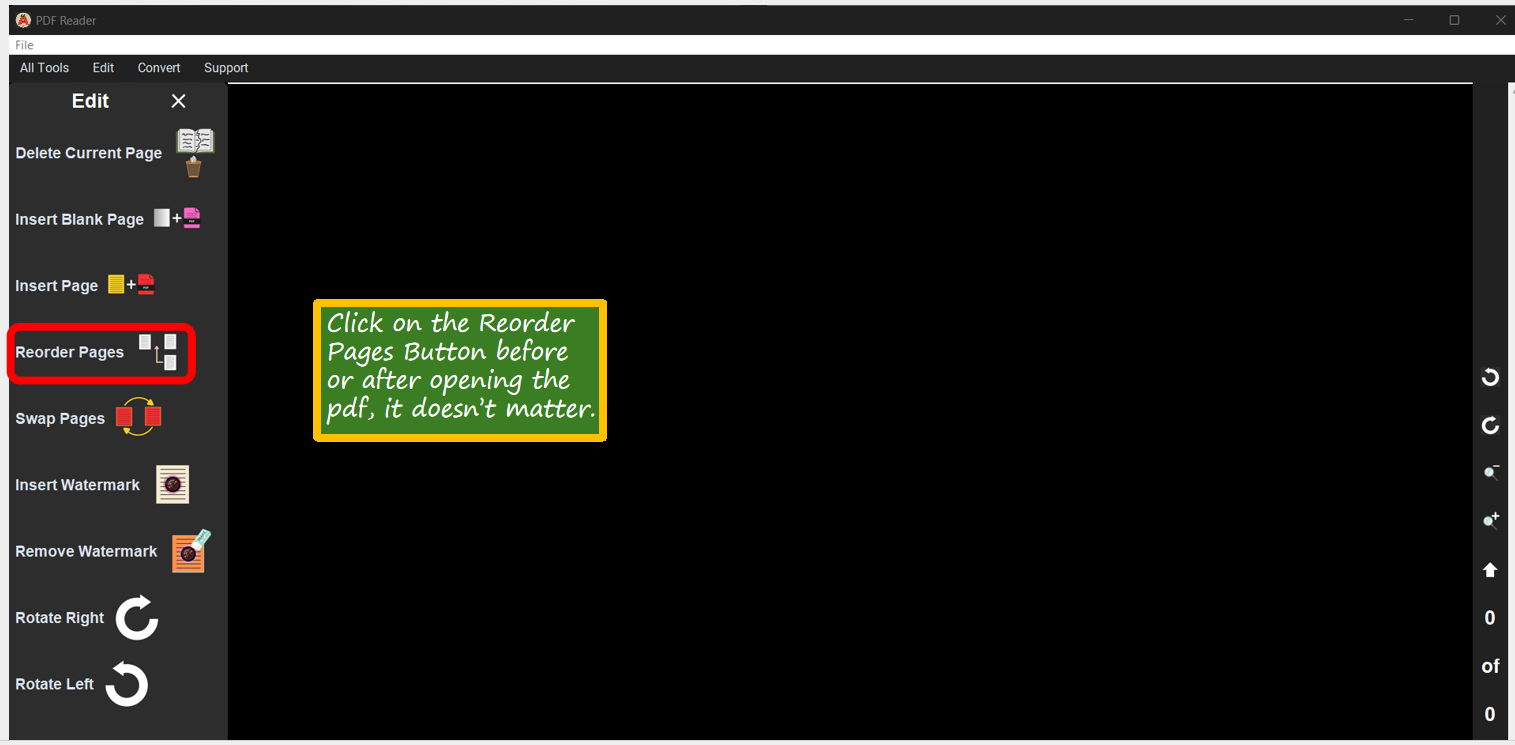 PDF Reader
File
All Tools Edit Convert Support
Edit
Delete Current Page
Insert Blank Page
Insert Page
Reorder Pages
Swap Pages
Insert Watermark
Remove Watermark
Rotate Right
Rotate Left
Click on the Reorder
Pages Button before
or after opening the
pdf, it doesn't matter.
0
of
0